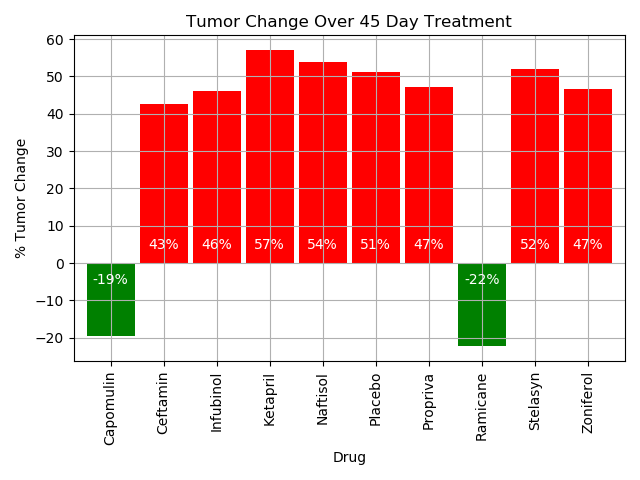 Tumor Change Over 45 Day Treatment
% Tumor Change
60
50
40
30
20
10
0
−10
−20
-19%
43%
46%
57%
54%
51%
47%
-22%
52%
47%
Capomulin
Ceftamin
Infubinol
Ketapril
Naftisol
Placebo
Propriva
Ramicane
Stelasyn
Zoniferol
Drug